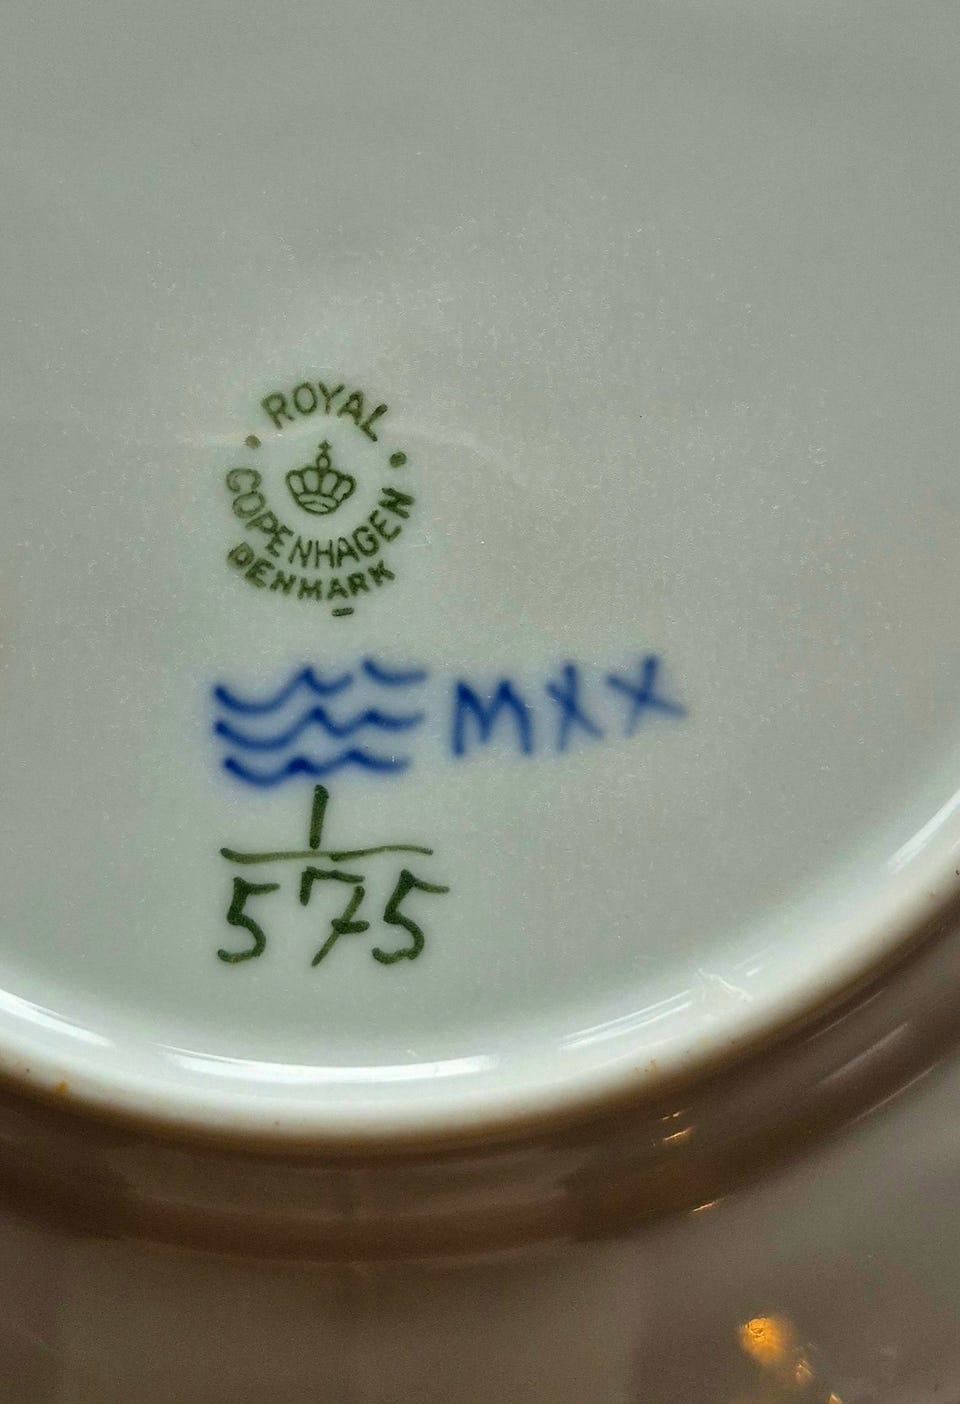 ROYAL
COPENHAGEN
DENMARK
MXX
1
575